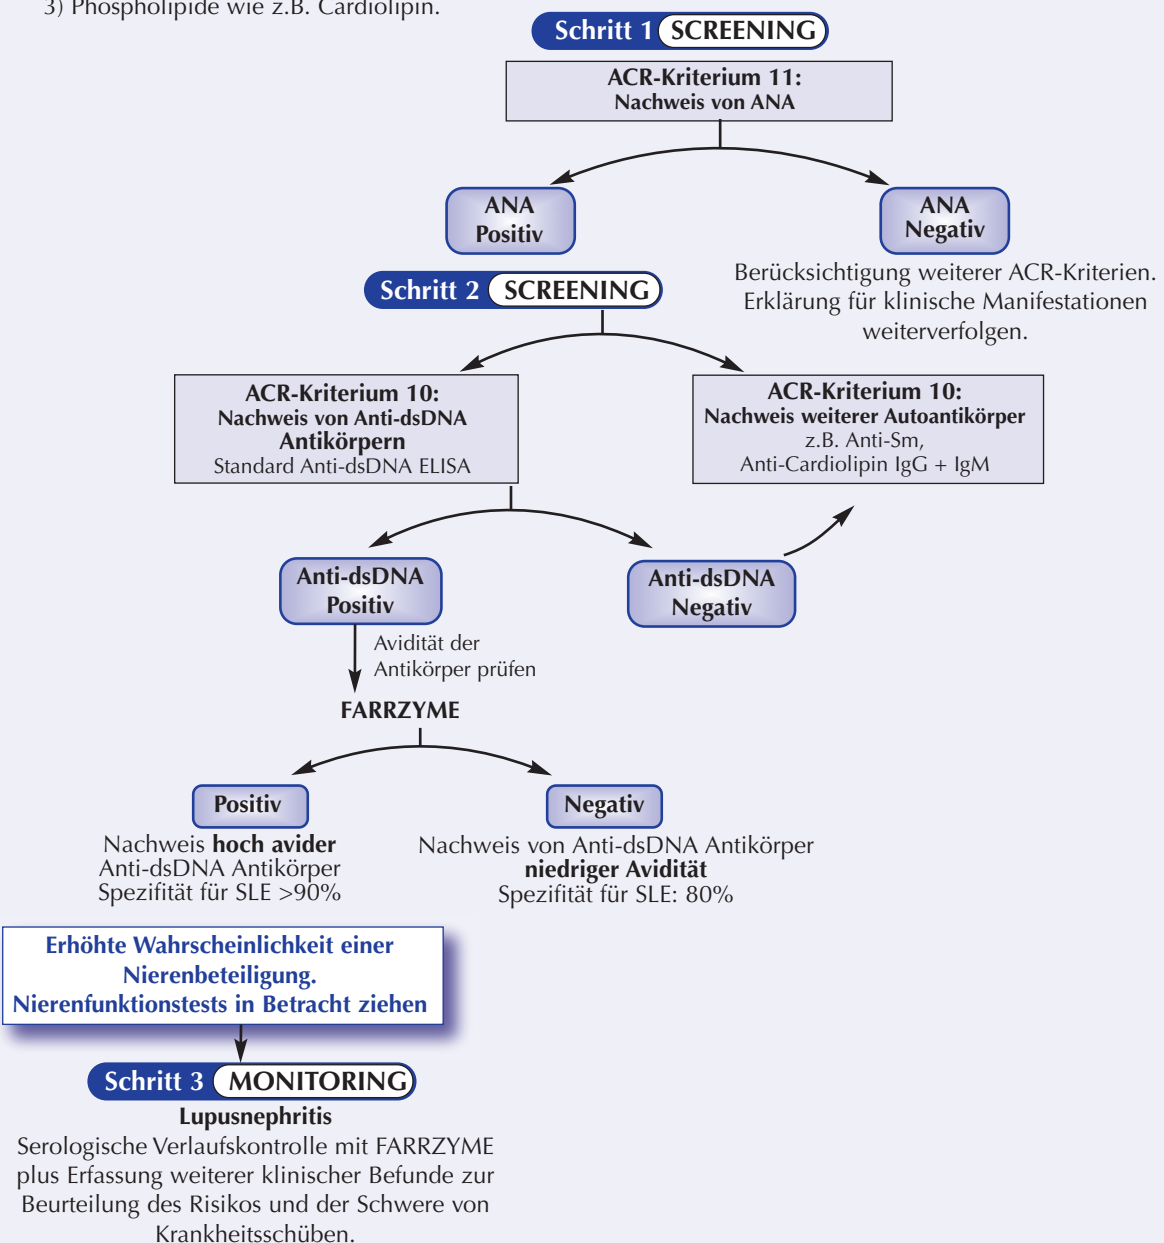 3) Phospholipide wie z.B. Cardiolipin.
Schritt 1 SCREENING
ACR-Kriterium 11:
Nachweis von ANA
ANA
Positiv
ANA
Negativ
Berücksichtigung weiterer ACR-Kriterien.
Erklärung für klinische Manifestationen
weiterverfolgen.
Schritt 2 SCREENING
ACR-Kriterium 10:
Nachweis von Anti-dsDNA
Antikörpern
Standard Anti-dsDNA ELISA
ACR-Kriterium 10:
Nachweis weiterer Autoantikörper
z.B. Anti-Sm,
Anti-Cardiolipin IgG + IgM
Anti-dsDNA
Positiv
Anti-dsDNA
Negativ
Avidität der
Antikörper prüfen
FARRZYME
Positiv
Nachweis hoch avider
Anti-dsDNA Antikörper
Spezifität für SLE >90%
Negativ
Nachweis von Anti-dsDNA Antikörper
niedriger Avidität
Spezifität für SLE: 80%
Erhöhte Wahrscheinlichkeit einer
Nierenbeteiligung.
Nierenfunktionstests in Betracht ziehen
Schritt 3 MONITORING
Lupusnephritis
Serologische Verlaufskontrolle mit FARRZYME
plus Erfassung weiterer klinischer Befunde zur
Beurteilung des Risikos und der Schwere von
Krankheitsschüben.